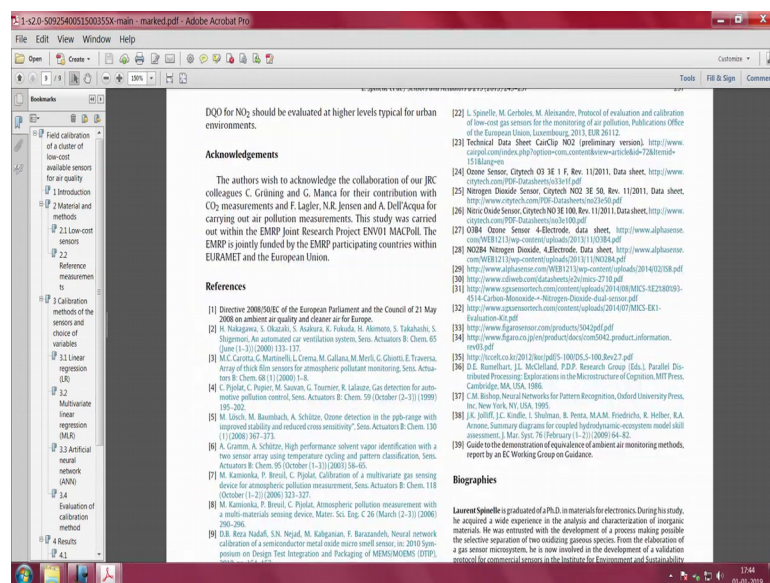 1-s2.0-S092540051500355X-main - marked.pdf - Adobe Acrobat Pro
File Edit View Window Help
Open
Create
Customize
9 / 9
150%
Tools
Fill & Sign
Comment
Bookmarks
Field calibration
of a cluster of
low-cost
available sensors
for air quality
1 Introduction
2 Material and
methods
2.1 Low-cost
sensors
2.2
Reference
measuremen
ts
3 Calibration
methods of the
sensors and
choice of
variables
3.1 Linear
regression
(LR)
3.2
Multivariate
linear
regression
(MLR)
3.3 Artificial
neural
network
(ANN)
3.4
Evaluation of
calibration
method
4 Results
4.1
DQO for NO2 should be evaluated at higher levels typical for urban
environments.
Acknowledgements
The authors wish to acknowledge the collaboration of our JRC
colleagues C. Grüning and G. Manca for their contribution with
CO2 measurements and F. Lagler, N.R. Jensen and A. Dell'Acqua for
carrying out air pollution measurements. This study was carried
out within the EMRP Joint Research Project ENV01 MACPoll. The
EMRP is jointly funded by the EMRP participating countries within
EURAMET and the European Union.
References
[1] Directive 2008/50/EC of the European Parliament and the Council of 21 May
2008 on ambient air quality and cleaner air for Europe.
[2] H. Nakagawa, S. Okazaki, S. Asakura, K. Fukuda, H. Akimoto, S. Takahashi, S.
Shigemori, An automated car ventilation system, Sens. Actuators B: Chem. 65
(June (1–3)) (2000) 133–137.
[3] M.C. Carotta, G. Martinelli, L. Crema, M. Gallana, M. Merli, G. Ghiotti, E. Traversa,
Array of thick film sensors for atmospheric pollutant monitoring, Sens. Actua-
tors B: Chem. 68 (1) (2000) 1–8.
[4] C. Pijolat, C. Pupier, M. Sauvan, G. Tournier, R. Lalauze, Gas detection for auto-
motive pollution control, Sens. Actuators B: Chem. 59 (October (2–3)) (1999)
195–202.
[5] M. Lösch, M. Baumbach, A. Schütze, Ozone detection in the ppb-range with
improved stability and reduced cross sensitivity", Sens. Actuators B: Chem. 130
(1) (2008) 367–373.
[6] A. Gramm, A. Schütze, High performance solvent vapor identification with a
two sensor array using temperature cycling and pattern classification, Sens.
Actuators B: Chem. 95 (October (1–3)) (2003) 58–65.
[7] M. Kamionka, P. Breuil, C. Pijolat, Calibration of a multivariate gas sensing
device for atmospheric pollution measurement, Sens. Actuators B: Chem. 118
(October (1–2)) (2006) 323–327.
[8] M. Kamionka, P. Breuil, C. Pijolat, Atmospheric pollution measurement with
a multi-materials sensing device, Mater. Sci. Eng. C 26 (March (2–3)) (2006)
290–296.
[9] D.B. Reza Nadafi, S.N. Nejad, M. Kabganian, F. Barazandeh, Neural network
calibration of a semiconductor metal oxide micro smell sensor, in: 2010 Sym-
posium on Design Test Integration and Packaging of MEMS/MOEMS (DTIP),
[22] L. Spinelle, M. Gerboles, M. Aleixandre, Protocol of evaluation and calibration
of low-cost gas sensors for the monitoring of air pollution, Publications Office
of the European Union, Luxembourg, 2013, EUR 26112.
[23] Technical Data Sheet CairClip NO2 (preliminary version). http://www.
cairpol.com/index.php?option=com_content&view=article&id=72&Itemid=
151&lang=en
[24] Ozone Sensor, Citytech O3 3E 1 F, Rev. 11/2011, Data sheet, http://www.
citytech.com/PDF-Datasheets/o33e1f.pdf
[25] Nitrogen Dioxide Sensor, Citytech NO2 3E 50, Rev. 11/2011, Data sheet,
http://www.citytech.com/PDF-Datasheets/no23e50.pdf
[26] Nitric Oxide Sensor, Citytech NO 3E 100, Rev. 11/2011, Data sheet, http://www.
citytech.com/PDF-Datasheets/no3e100.pdf
[27] O3B4 Ozone Sensor 4-Electrode, data sheet, http://www.alphasense.
com/WEB1213/wp-content/uploads/2013/11/O3B4.pdf
[28] NO2B4 Nitrogen Dioxide, 4_Electrode, Data sheet, http://www.alphasense.
com/WEB1213/wp-content/uploads/2013/11/NO2B4.pdf
[29] http://www.alphasense.com/WEB1213/wp-content/uploads/2014/02/ISB.pdf
[30] http://www.cdiweb.com/datasheets/e2v/mics-2710.pdf
[31] http://www.sgxsensortech.com/content/uploads/2014/08/MICS-%E2%80%93-
4514-Carbon-Monoxide-+-Nitrogen-Dioxide-dual-sensor.pdf
[32] http://www.sgxsensortech.com/content/uploads/2014/07/MICS-EK1-
Evaluation-Kit.pdf
[33] http://www.figarosensor.com/products/5042pdf.pdf
[34] http://www.figaro.co.jp/en/product/docs/com5042_product_information_
rev03.pdf
[35] http://tccelt.co.kr/2012/kor/pdf/S-100/DS_S-100_Rev2.7.pdf
[36] D.E. Rumelhart, J.L. McClelland, P.D.P. Research Group (Eds.), Parallel Dis-
tributed Processing: Explorations in the Microstructure of Cognition, MIT Press,
Cambridge, MA, USA, 1986.
[37] C.M. Bishop, Neural Networks for Pattern Recognition, Oxford University Press,
Inc, New York, NY, USA, 1995.
[38] J.K. Jolliff, J.C. Kindle, I. Shulman, B. Penta, M.A.M. Friedrichs, R. Helber, R.A.
Arnone, Summary diagrams for coupled hydrodynamic-ecosystem model skill
assessment, J. Mar. Syst. 76 (February (1–2)) (2009) 64–82.
[39] Guide to the demonstration of equivalence of ambient air monitoring methods,
report by an EC Working Group on Guidance.
Biographies
Laurent Spinelle is graduated of a Ph.D. in materials for electronics. During his study,
he acquired a wide experience in the analysis and characterization of inorganic
materials. He was entrusted with the development of a process making possible
the selective separation of two oxidizing gaseous species. From the elaboration of
a gas sensor microsystem, he is now involved in the development of a validation
protocol for commercial sensors in the Institute for Environment and Sustainability
17:44
01-01-2019